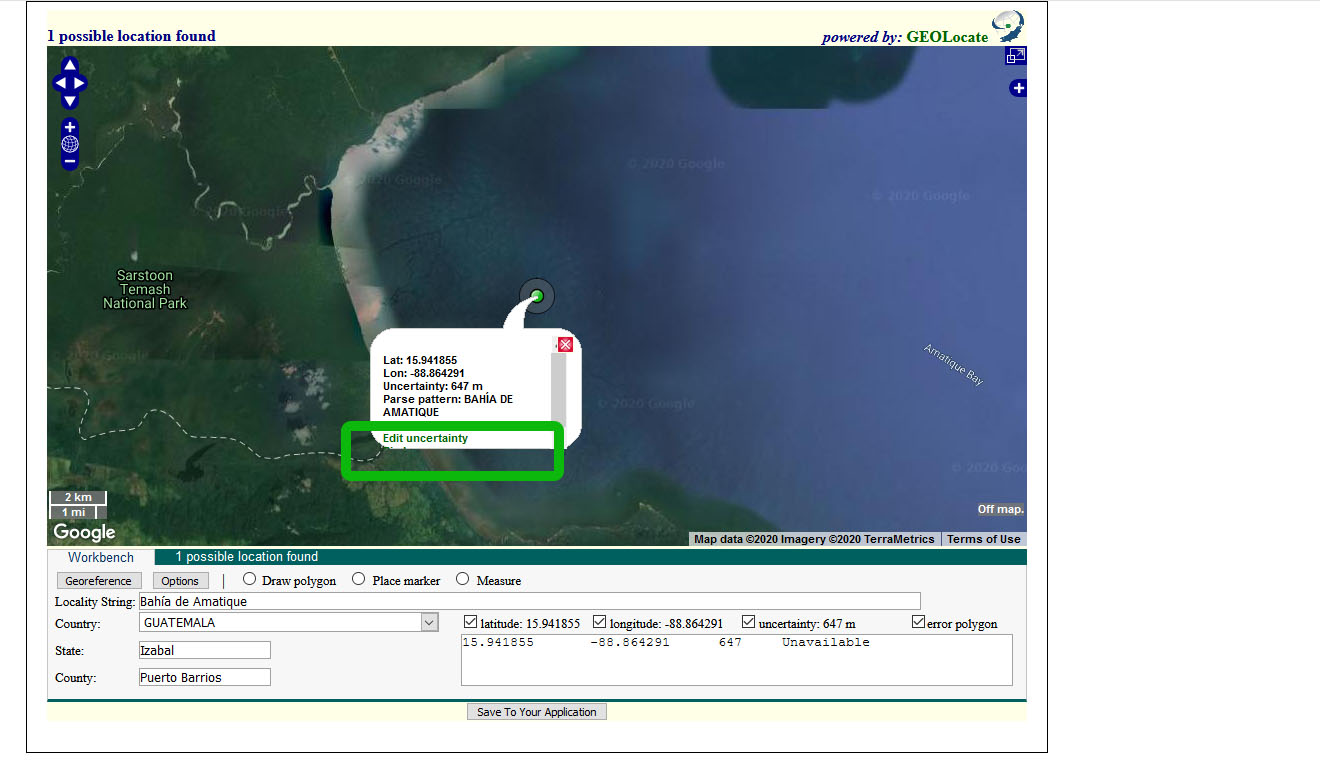 1 possible location found
powered by: GEOLocate
© 2020 Google
© 2020 Google
© 2020 Google
© 2020 Google
Sarstoon
Temash
National Park
© 2020 Google
Amatique Bay
Lat: 15.941855
Lon: -88.864291
Uncertainty: 647 m
Parse pattern: BAHÍA DE
AMATIQUE
Edit uncertainty
© 2020 Google
© 2020 Goo
2 km
1 mi
Off map.
Google
Map data ©2020 Imagery ©2020 TerraMetrics
Terms of Use
Workbench
1 possible location found
Georeference
Options
|
Draw polygon
Place marker
Measure
Locality String: Bahía de Amatique
Country: GUATEMALA
latitude: 15.941855
longitude: -88.864291
uncertainty: 647 m
error polygon
15.941855 -88.864291 647 Unavailable
State: Izabal
County: Puerto Barrios
Save To Your Application